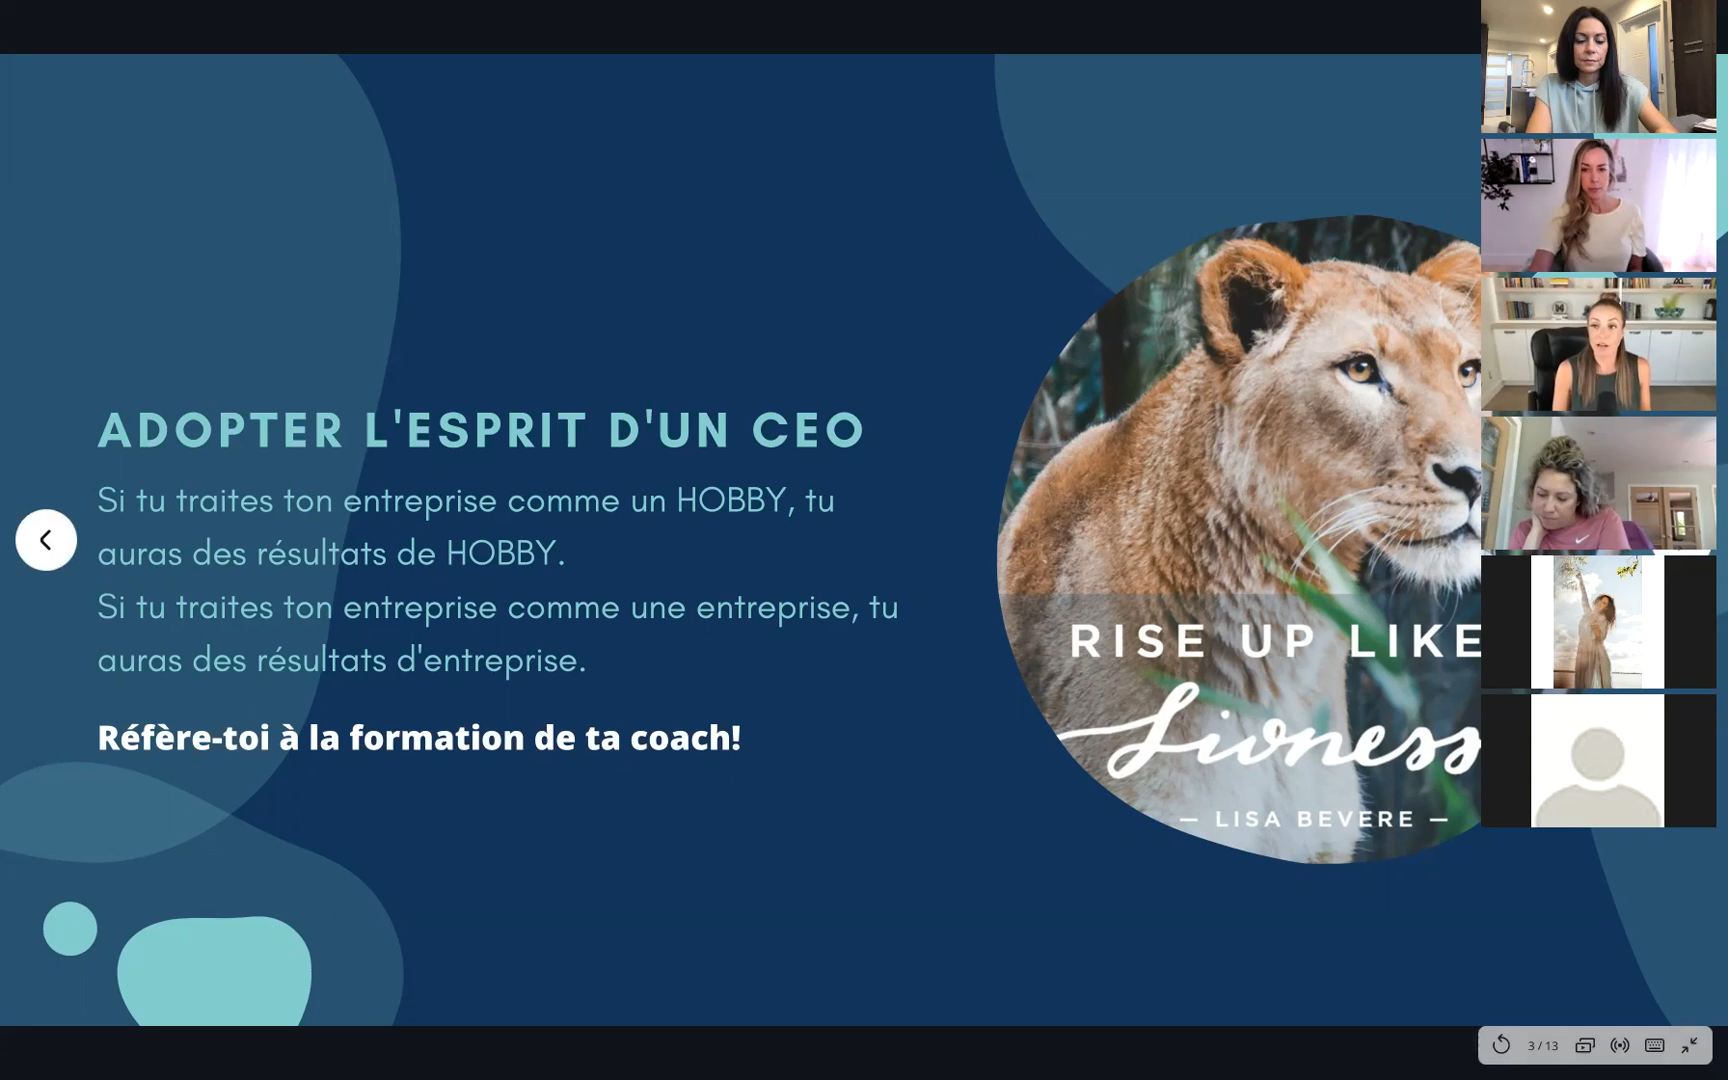 ADOPTER L'ESPRIT D'UN CEO
Si tu traites ton entreprise comme un HOBBY, tu
auras des résultats de HOBBY.
Si tu traites ton entreprise comme une entreprise, tu
auras des résultats d'entreprise.
Réfère-toi à la formation de ta coach!
RISE UP LIKE
Lioness
— LISA BEVERE —
3 / 13